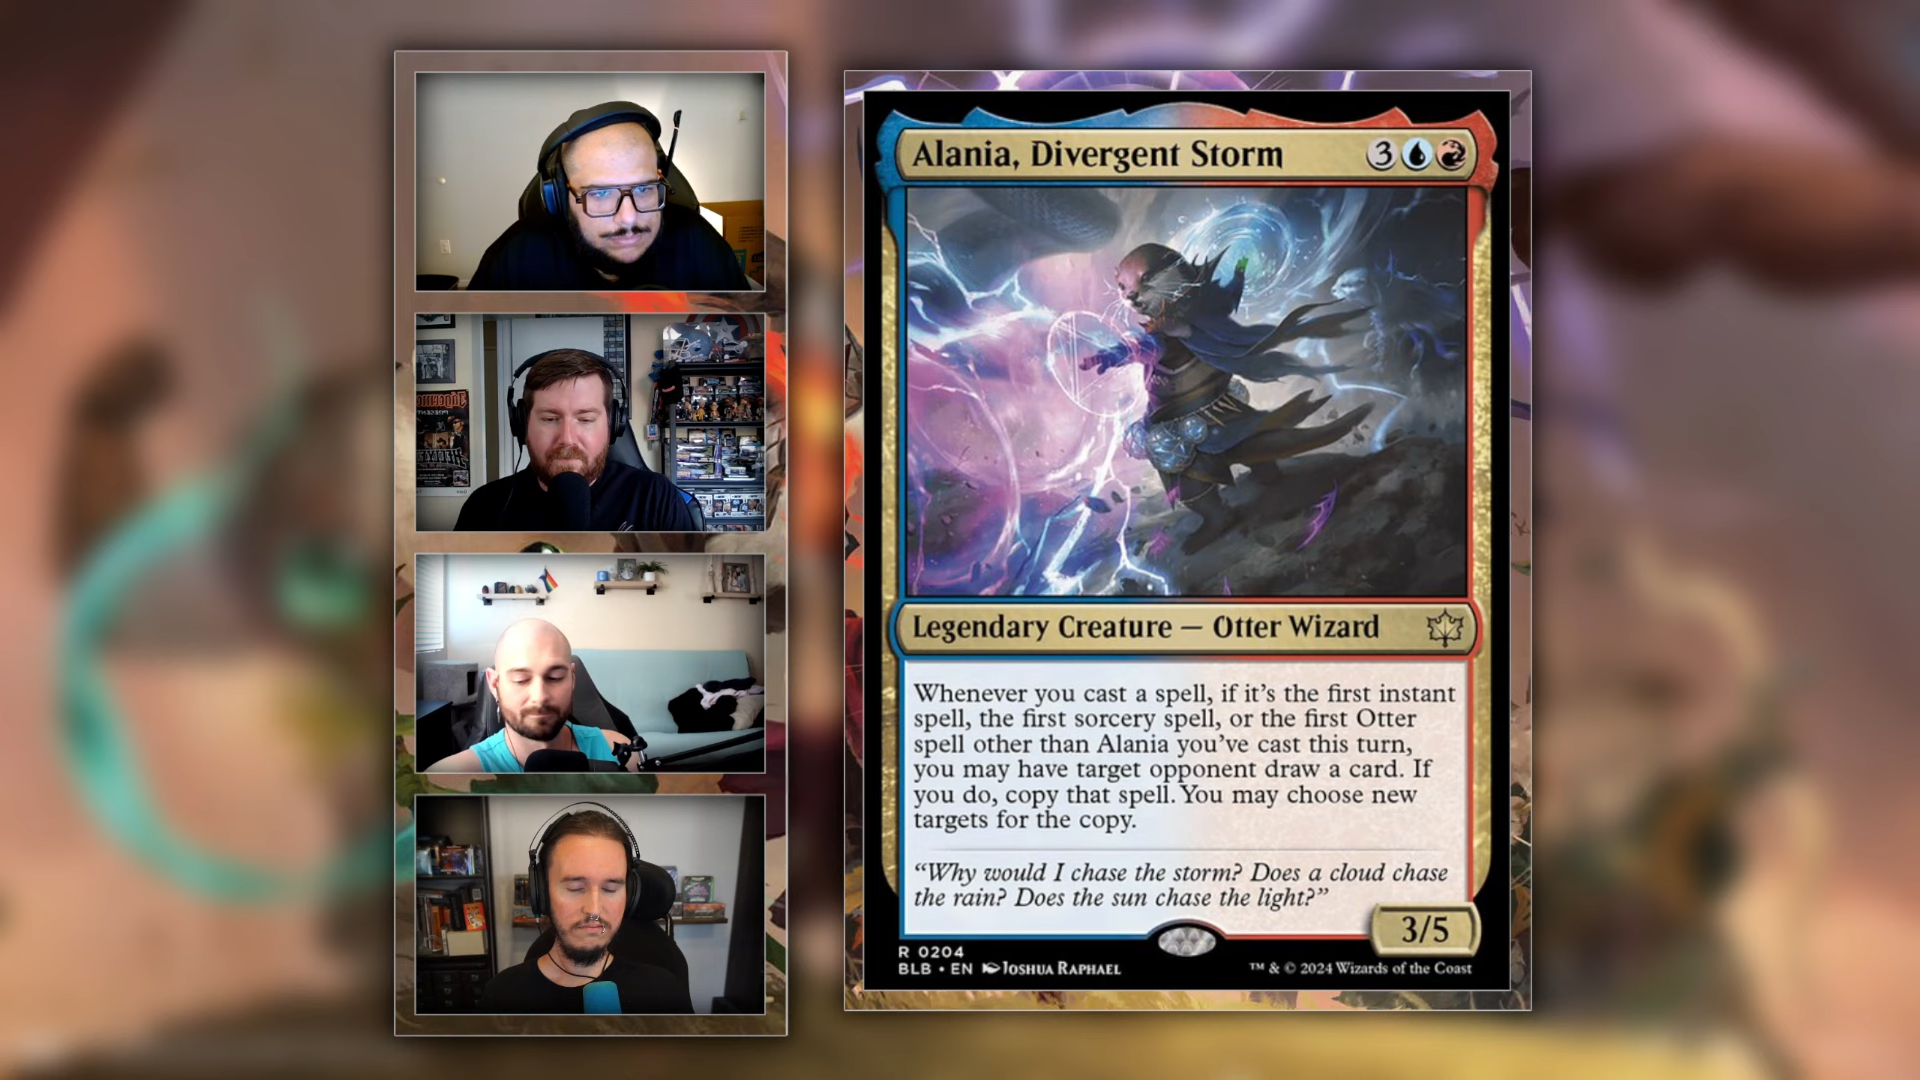 Alania, Divergent Storm
3
Legendary Creature — Otter Wizard
Whenever you cast a spell, if it's the first instant
spell, the first sorcery spell, or the first Otter
spell other than Alania you've cast this turn,
you may have target opponent draw a card. If
you do, copy that spell. You may choose new
targets for the copy.
"Why would I chase the storm? Does a cloud chase
the rain? Does the sun chase the light?"
3/5
R 0204
BLB • EN JOSHUA RAPHAEL
™ & © 2024 Wizards of the Coast